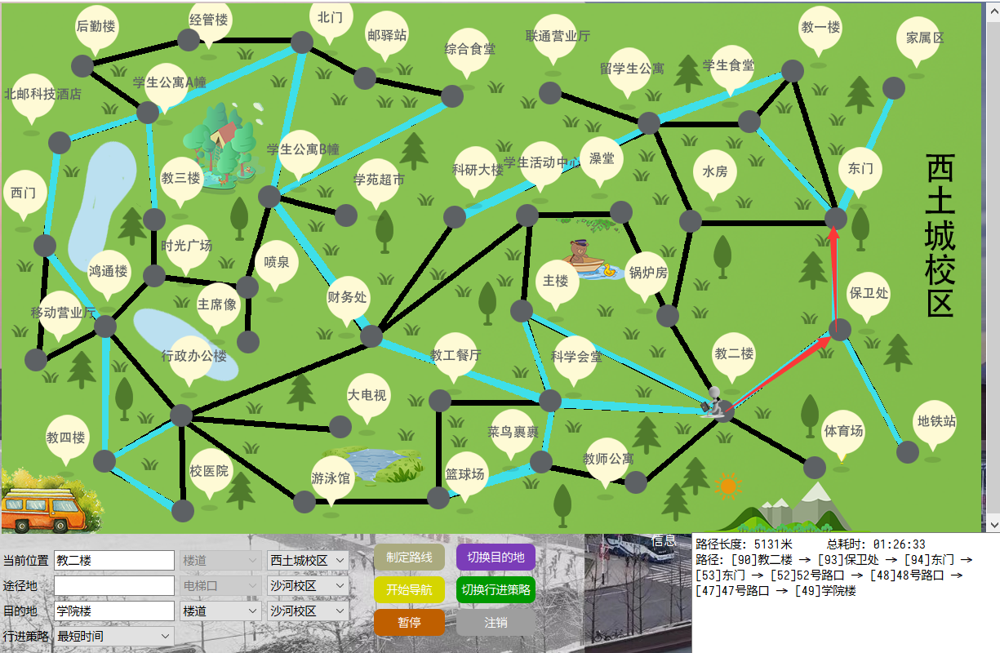 后勤楼
经管楼
北门
邮驿站
综合食堂
联通营业厅
留学生公寓
学生食堂
教一楼
家属区
北邮科技酒店
学生公寓A幢
学生公寓B幢
学苑超市
科研大楼
学生活动中心
澡堂
水房
东门
西门
教三楼
时光广场
鸿通楼
喷泉
财务处
主楼
锅炉房
保卫处
西土城校区
移动营业厅
主席像
行政办公楼
教工餐厅
科学会堂
教二楼
大电视
菜鸟裹裹
体育场
地铁站
教四楼
校医院
游泳馆
篮球场
教师公寓
信息
当前位置 教二楼 楼道 西土城校区
途径地 电梯口 沙河校区
目的地 学院楼 楼道 沙河校区
行进策略 最短时间
制定路线 切换目的地
开始导航 切换行进策略
暂停 注销
路径长度: 5131米 总耗时: 01:26:33
路径: [90]教二楼 -> [93]保卫处 -> [94]东门 ->
[53]东门 -> [52]52号路口 -> [48]48号路口 ->
[47]47号路口 -> [49]学院楼